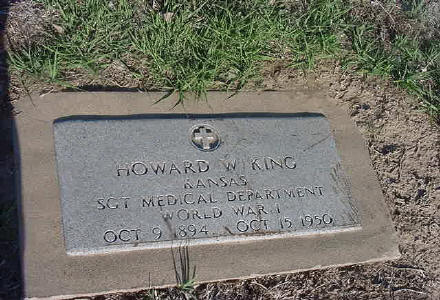 HOWARD W KING
KANSAS
SGT MEDICAL DEPARTMENT
WORLD WAR I
OCT 9 1894 OCT 15 1950